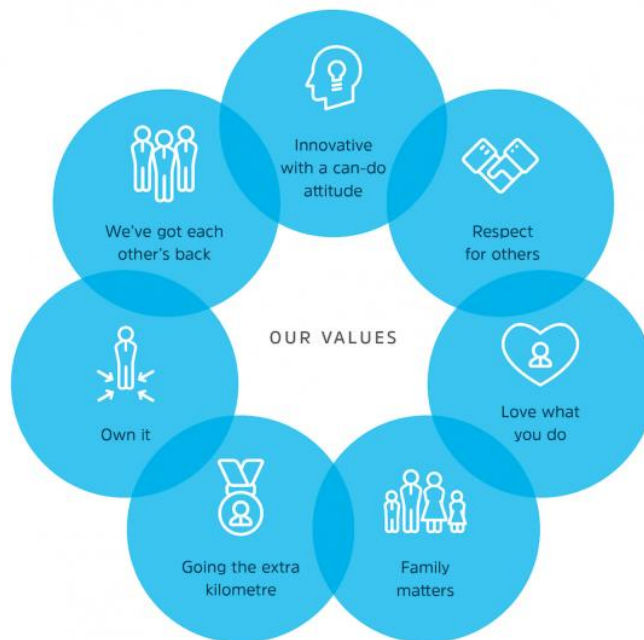 Innovative
with a can-do
attitude
Respect
for others
Love what
you do
Family
matters
Going the extra
kilometre
Own it
We've got each
other's back
OUR VALUES